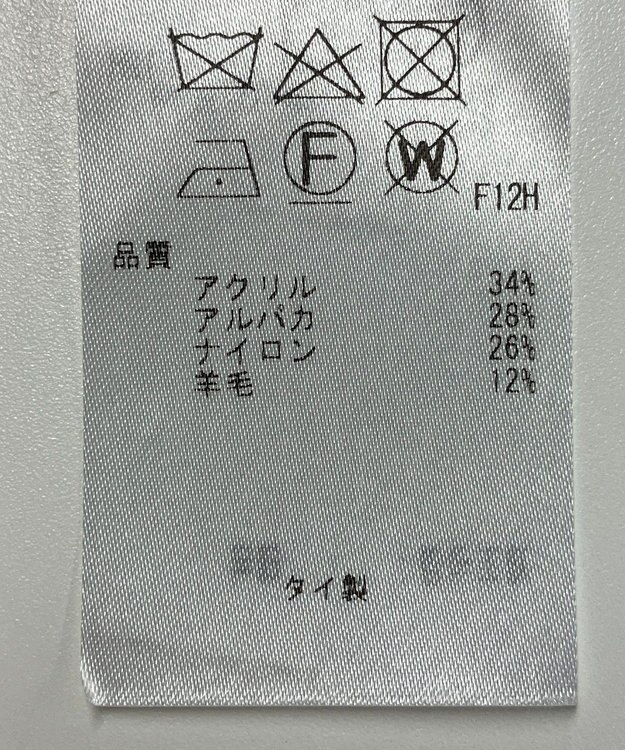 F W F12H
品質
アクリル 34%
アルパカ 28%
ナイロン 26%
羊毛 12%
タイ製